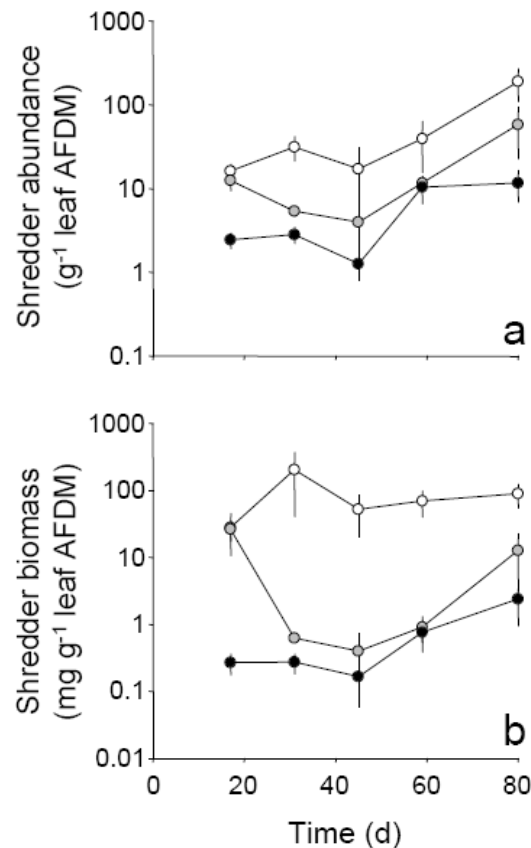 1000
100
10
1
0.1
Shredder abundance
(g⁻¹ leaf AFDM)
a
1000
100
10
1
0.1
0.01
Shredder biomass
(mg g⁻¹ leaf AFDM)
b
0 20 40 60 80
Time (d)